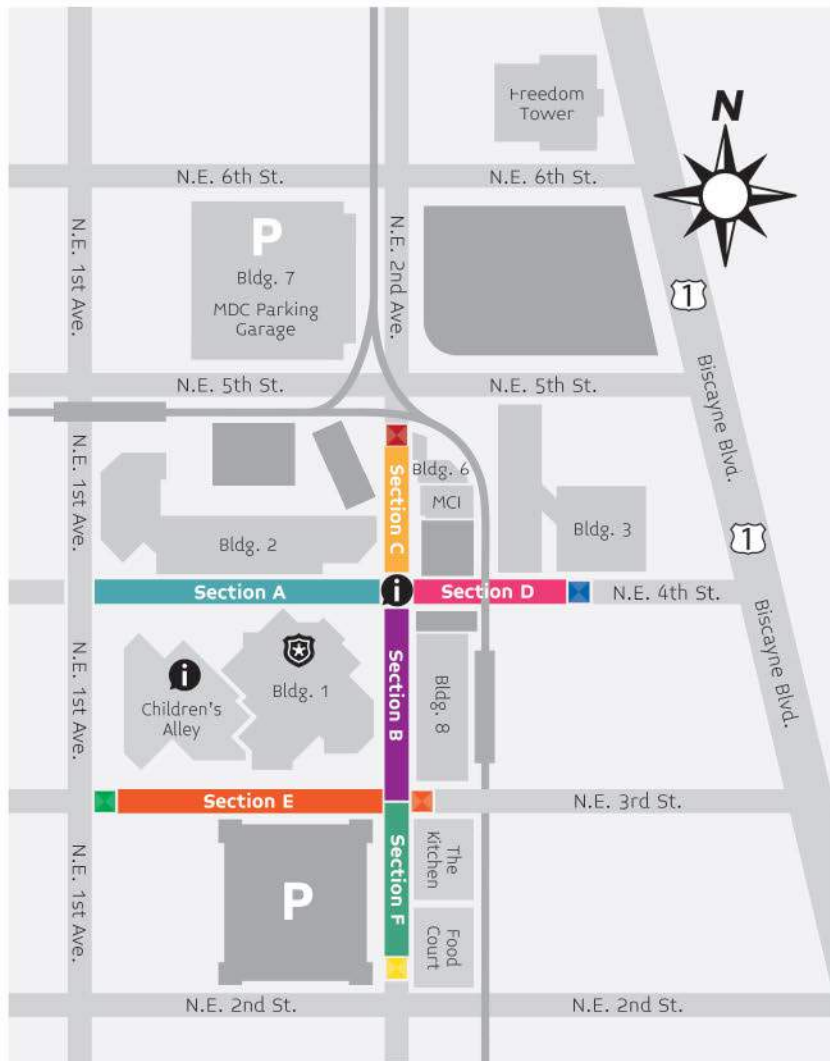 Freedom
Tower
N
N.E. 6th St.
N.E. 6th St.
N.E. 1st Ave.
P
Bldg. 7
MDC Parking
Garage
N.E. 2nd Ave.
1
N.E. 5th St.
N.E. 5th St.
Biscayne Blvd.
N.E. 1st Ave.
Bldg. 2
Section C
Bldg. 6
MCI
Bldg. 3
1
Section A
i
Section D
N.E. 4th St.
N.E. 1st Ave.
i
Children's
Alley
Bldg. 1
Section B
Bldg. 8
Biscayne Blvd.
Section E
N.E. 3rd St.
N.E. 1st Ave.
P
Section F
The
Kitchen
Food
Court
N.E. 2nd St.
N.E. 2nd St.